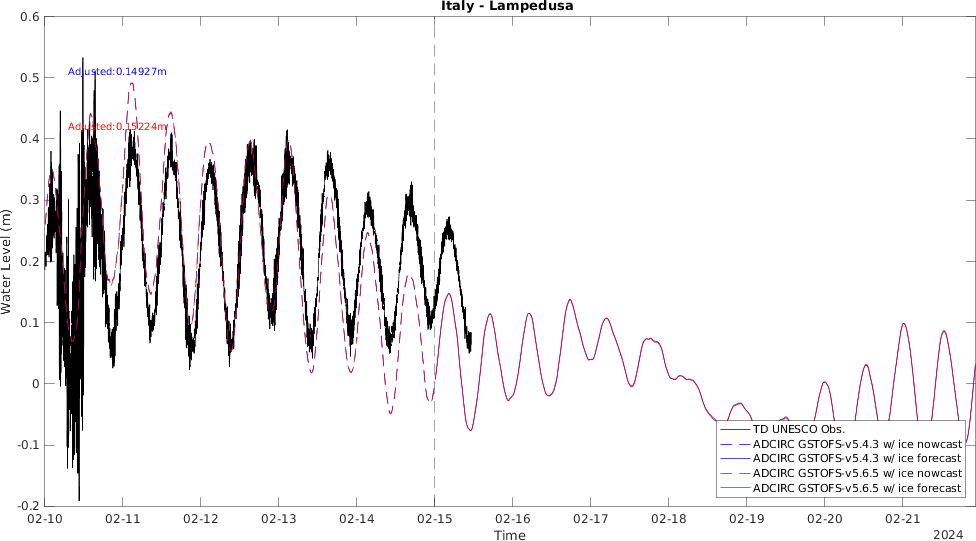 Italy - Lampedusa
0.6
0.5
0.4
0.3
0.2
0.1
0
-0.1
-0.2
Water Level (m)
Adjusted:0.14927m
Adjusted:0.15224m
TD UNESCO Obs.
ADCIRC GSTOFS-v5.4.3 w/ ice nowcast
ADCIRC GSTOFS-v5.4.3 w/ ice forecast
ADCIRC GSTOFS-v5.6.5 w/ ice nowcast
ADCIRC GSTOFS-v5.6.5 w/ ice forecast
02-10 02-11 02-12 02-13 02-14 02-15 02-16 02-17 02-18 02-19 02-20 02-21
Time
2024